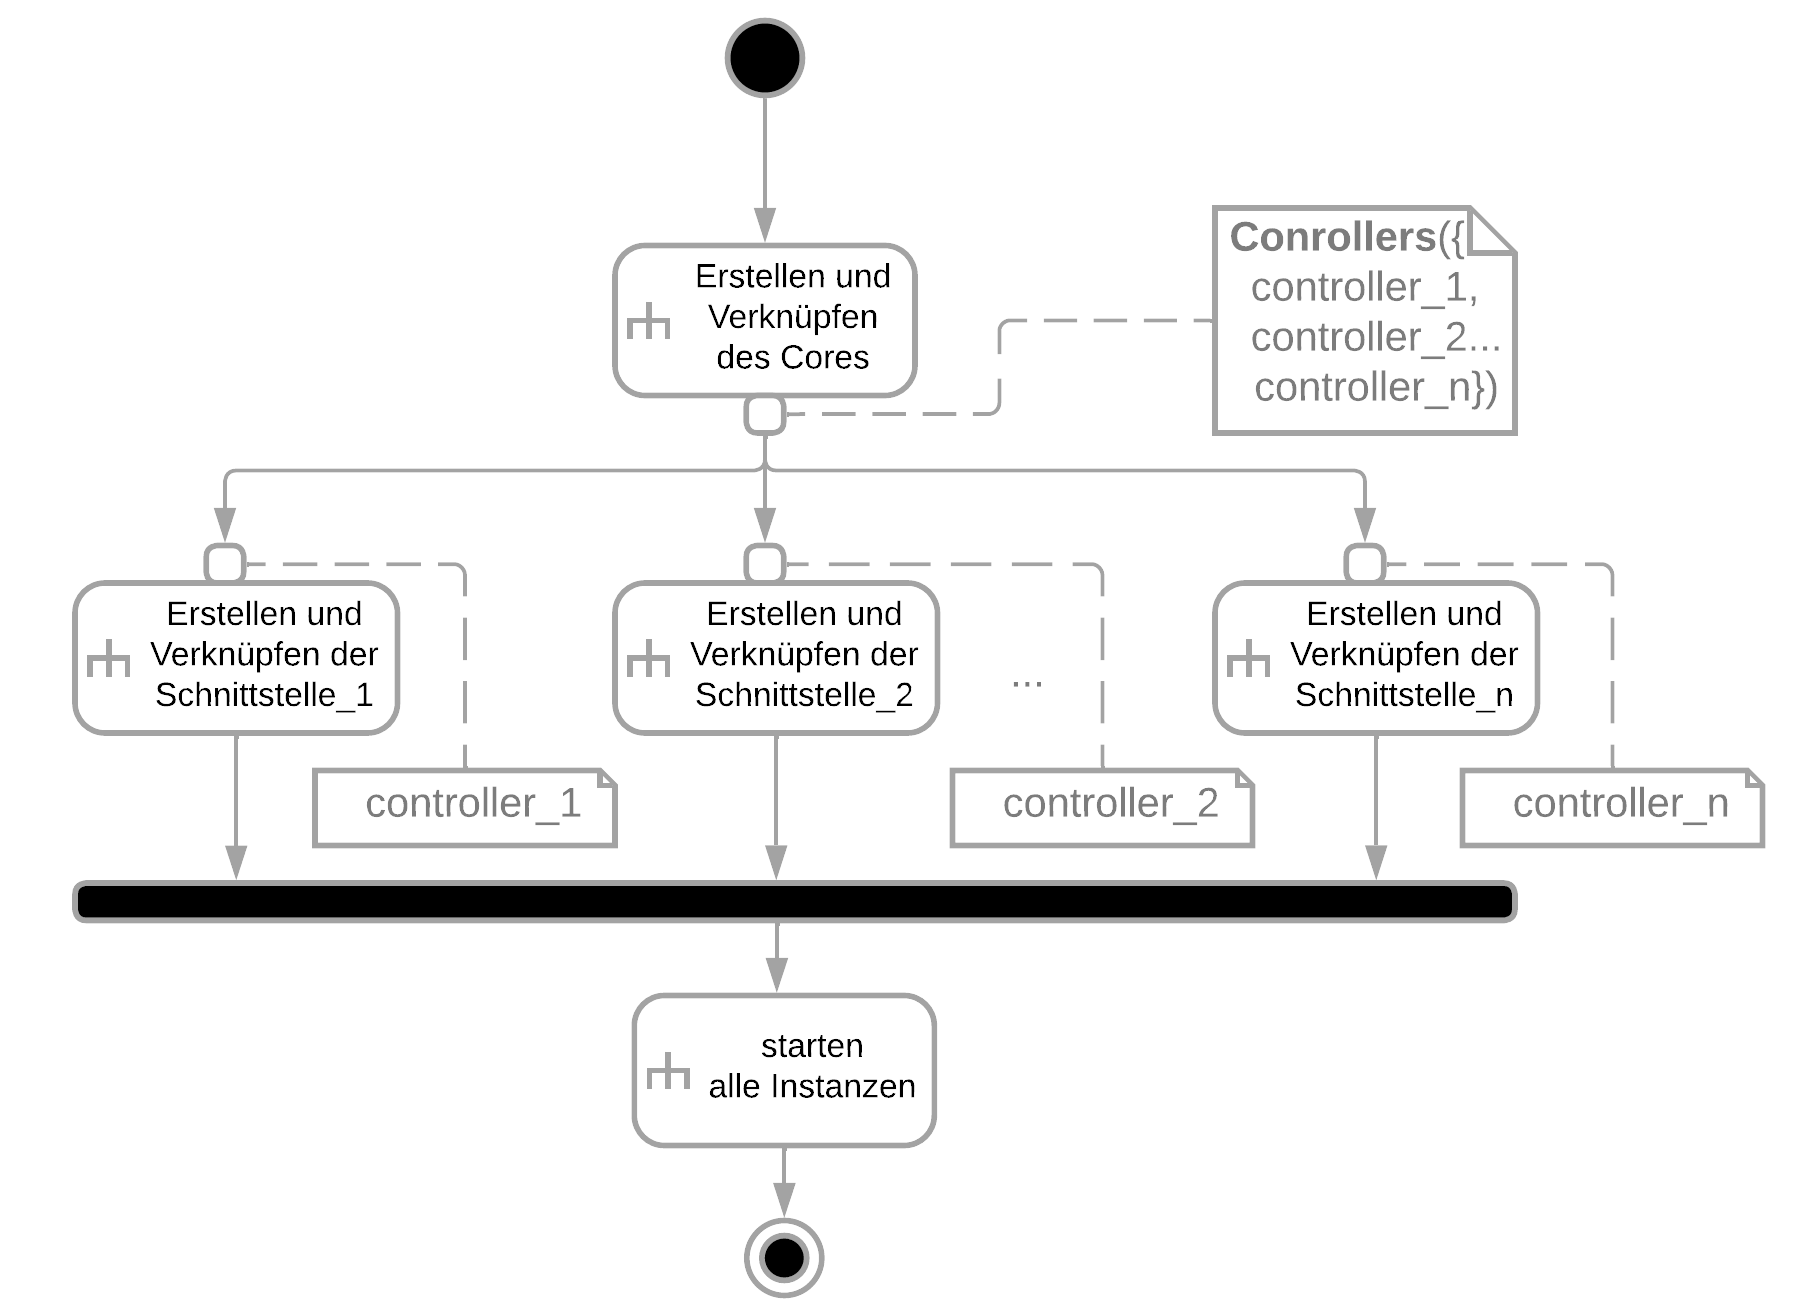 Erstellen und
Verknüpfen
des Cores
Conrollers({
controller_1,
controller_2...
controller_n})
Erstellen und
Verknüpfen der
Schnittstelle_1
Erstellen und
Verknüpfen der
Schnittstelle_2
...
Erstellen und
Verknüpfen der
Schnittstelle_n
controller_1
controller_2
controller_n
starten
alle Instanzen